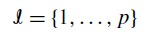 ℓ = {1, . . . , p}